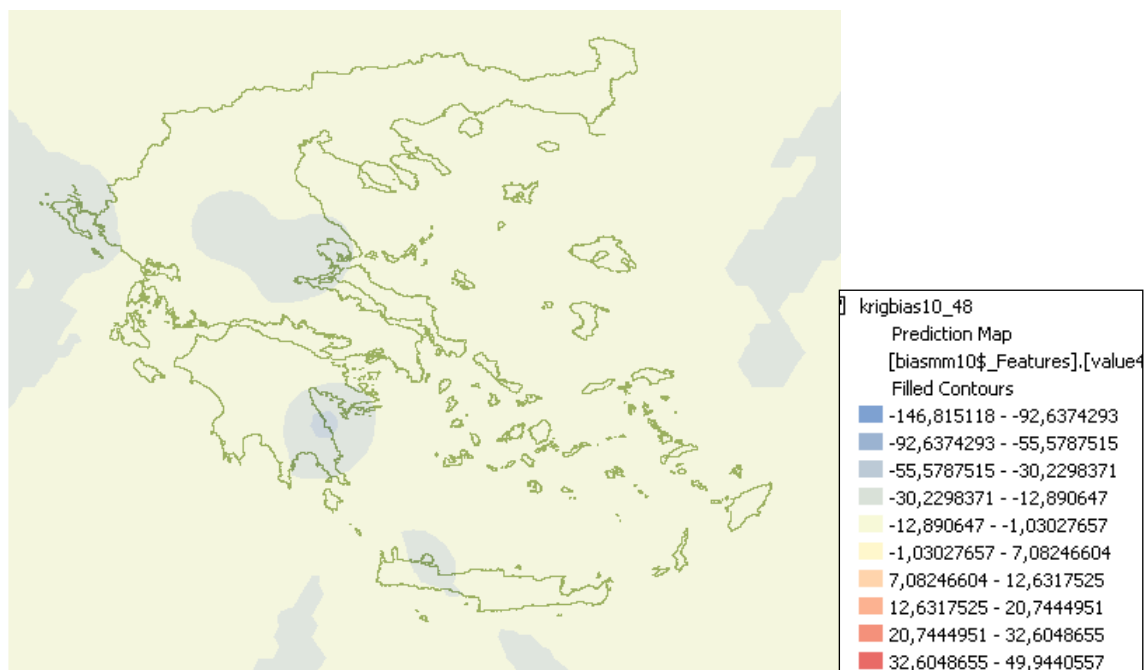 krigbias10_48
Prediction Map
[biasmm10$_Features].[value4
Filled Contours
-146,815118 - -92,6374293
-92,6374293 - -55,5787515
-55,5787515 - -30,2298371
-30,2298371 - -12,890647
-12,890647 - -1,03027657
-1,03027657 - 7,08246604
7,08246604 - 12,6317525
12,6317525 - 20,7444951
20,7444951 - 32,6048655
32,6048655 - 49,9440557